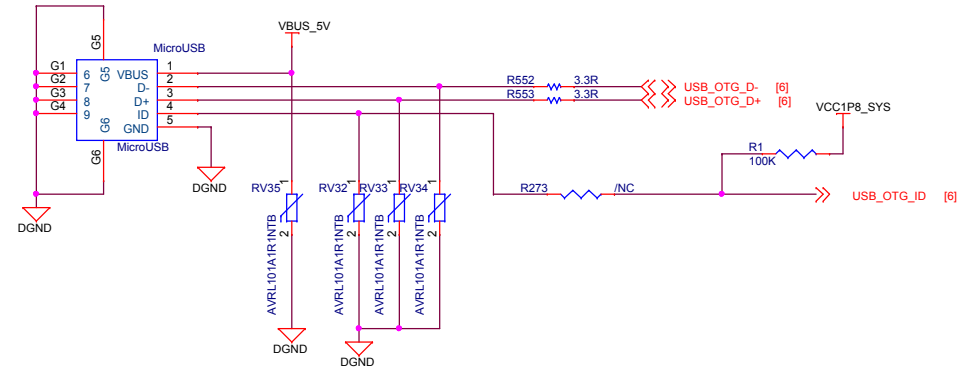 VBUS_5V
MicroUSB
G5
G1 6 G5 VBUS 1
G2 7 D- 2 R552 3.3R USB_OTG_D- [6]
G3 8 D+ 3 R553 3.3R USB_OTG_D+ [6]
G4 9 ID 4
G6 GND 5
MicroUSB
G6
VCC1P8_SYS
R1
100K
DGND
RV35 1 RV32 1 RV33 1 RV34 1
R273 /NC
USB_OTG_ID [6]
DGND
2 2 2 2
AVRL101A1R1NTB
AVRL101A1R1NTB
AVRL101A1R1NTB
AVRL101A1R1NTB
DGND
DGND